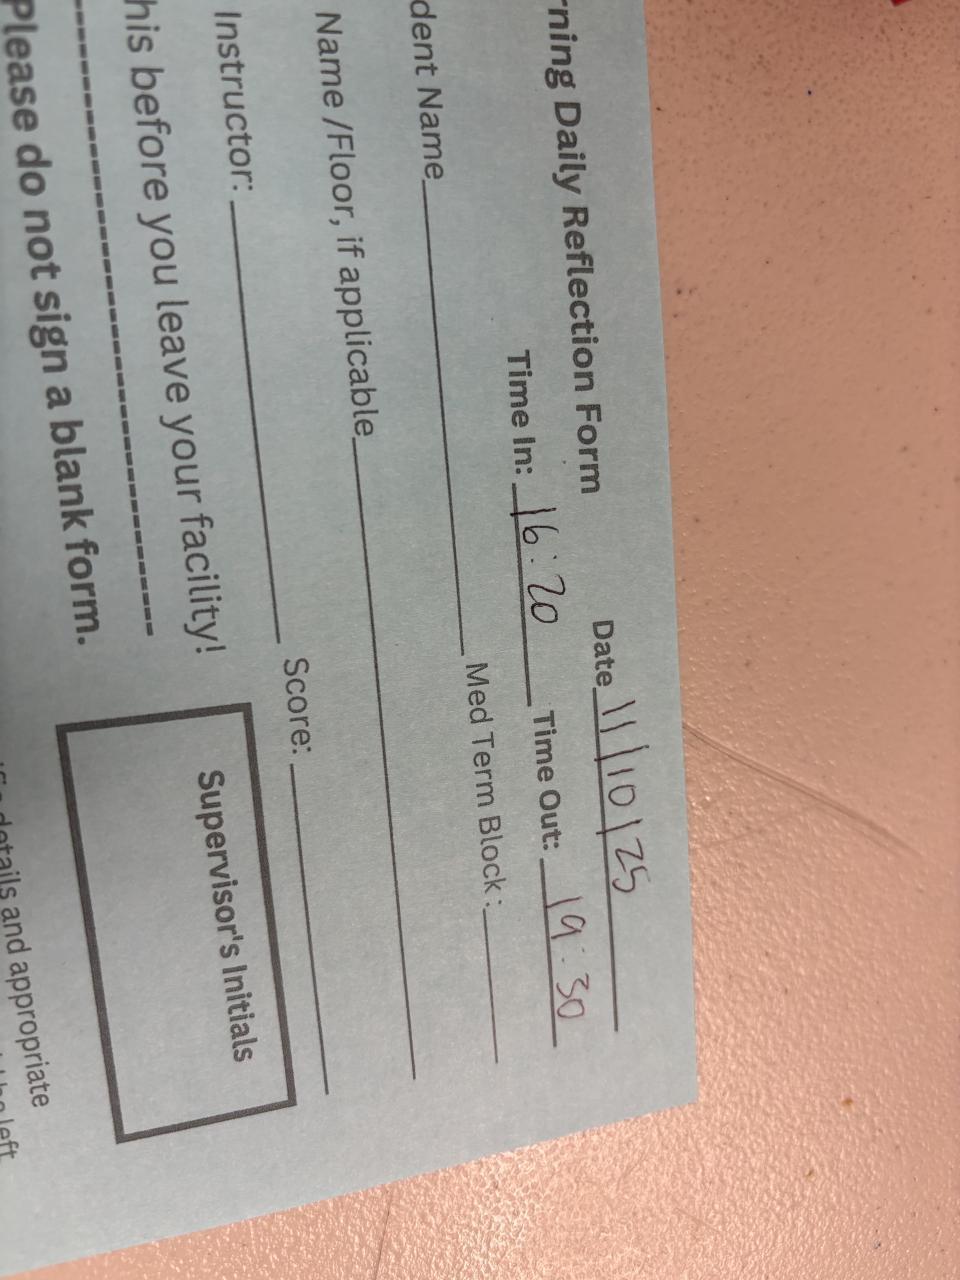 rning Daily Reflection Form
Date 11/10/25
Time In: 16:20 Time Out: 19:30
dent Name Med Term Block:
Name /Floor, if applicable
Instructor: Score:
his before you leave your facility!
Please do not sign a blank form.
Supervisor's Initials
details and appropriate
left